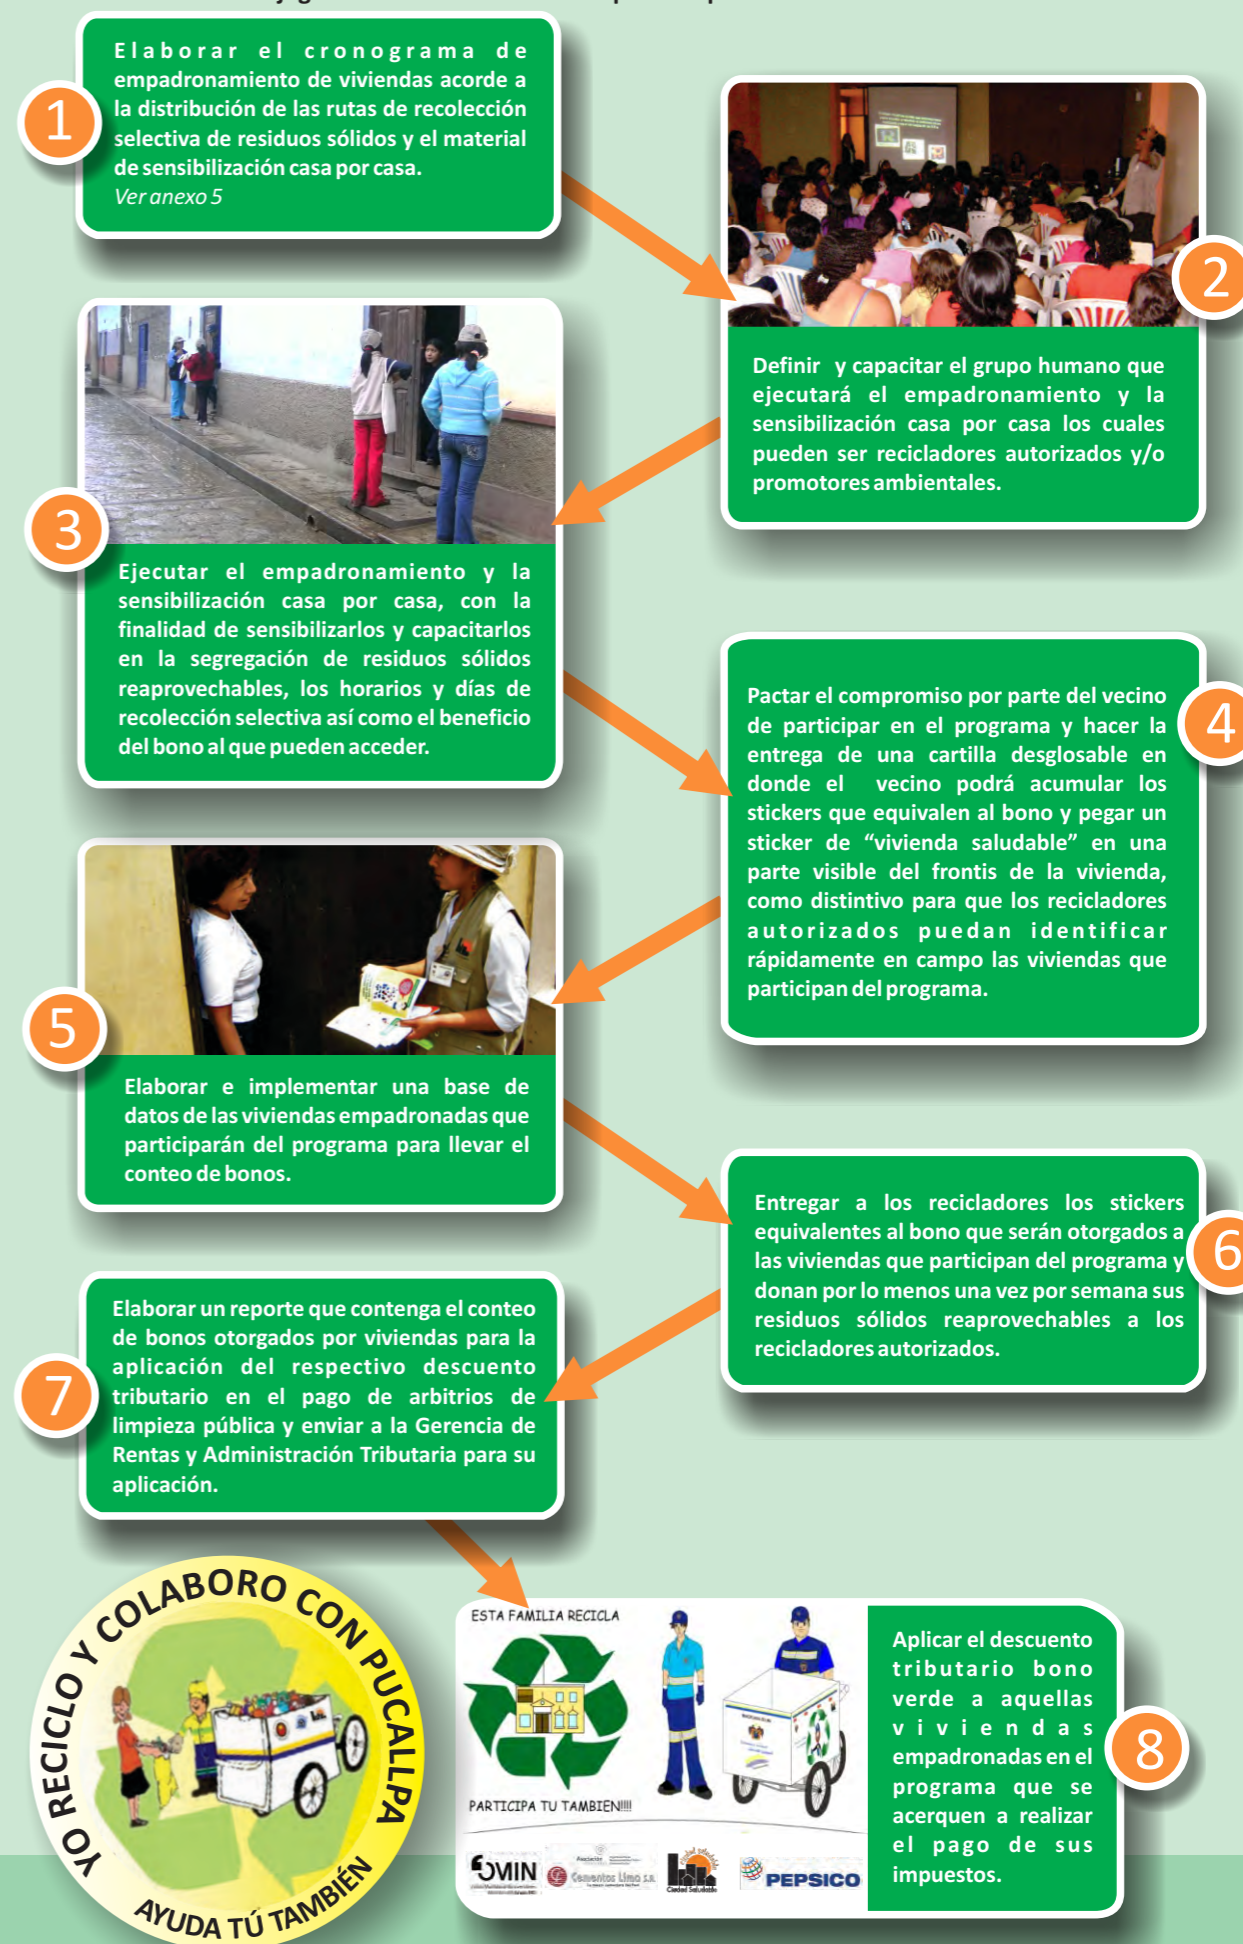 1
Elaborar el cronograma de
empadronamiento de viviendas acorde a
la distribución de las rutas de recolección
selectiva de residuos sólidos y el material
de sensibilización casa por casa.
Ver anexo 5
2
Definir y capacitar el grupo humano que
ejecutará el empadronamiento y la
sensibilización casa por casa los cuales
pueden ser recicladores autorizados y/o
promotores ambientales.
3
Ejecutar el empadronamiento y la
sensibilización casa por casa, con la
finalidad de sensibilizarlos y capacitarlos
en la segregación de residuos sólidos
reaprovechables, los horarios y días de
recolección selectiva así como el beneficio
del bono al que pueden acceder.
4
Pactar el compromiso por parte del vecino
de participar en el programa y hacer la
entrega de una cartilla desglosable en
donde el vecino podrá acumular los
stickers que equivalen al bono y pegar un
sticker de “vivienda saludable” en una
parte visible del frontis de la vivienda,
como distintivo para que los recicladores
autorizados puedan identificar
rápidamente en campo las viviendas que
participan del programa.
5
Elaborar e implementar una base de
datos de las viviendas empadronadas que
participarán del programa para llevar el
conteo de bonos.
6
Entregar a los recicladores los stickers
equivalentes al bono que serán otorgados a
las viviendas que participan del programa y
donan por lo menos una vez por semana sus
residuos sólidos reaprovechables a los
recicladores autorizados.
7
Elaborar un reporte que contenga el conteo
de bonos otorgados por viviendas para la
aplicación del respectivo descuento
tributario en el pago de arbitrios de
limpieza pública y enviar a la Gerencia de
Rentas y Administración Tributaria para su
aplicación.
YO RECICLO Y COLABORO CON PUCALLPA
AYUDA TÚ TAMBIÉN
ESTA FAMILIA RECICLA
PARTICIPA TU TAMBIEN!!!!
Asociación
Cementos Lima S.A.
Ciudad Saludable
PEPSICO
8
Aplicar el descuento
tributario bono
verde a aquellas
viviendas
empadronadas en el
programa que se
acerquen a realizar
el pago de sus
impuestos.